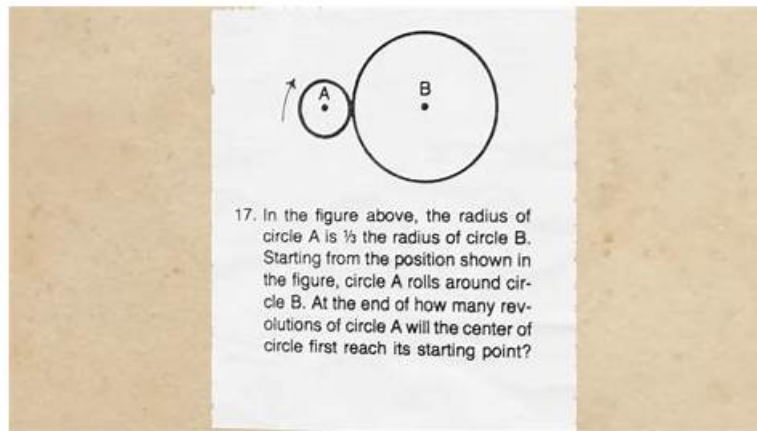 A
B
17. In the figure above, the radius of
circle A is ⅓ the radius of circle B.
Starting from the position shown in
the figure, circle A rolls around cir-
cle B. At the end of how many rev-
olutions of circle A will the center of
circle first reach its starting point?